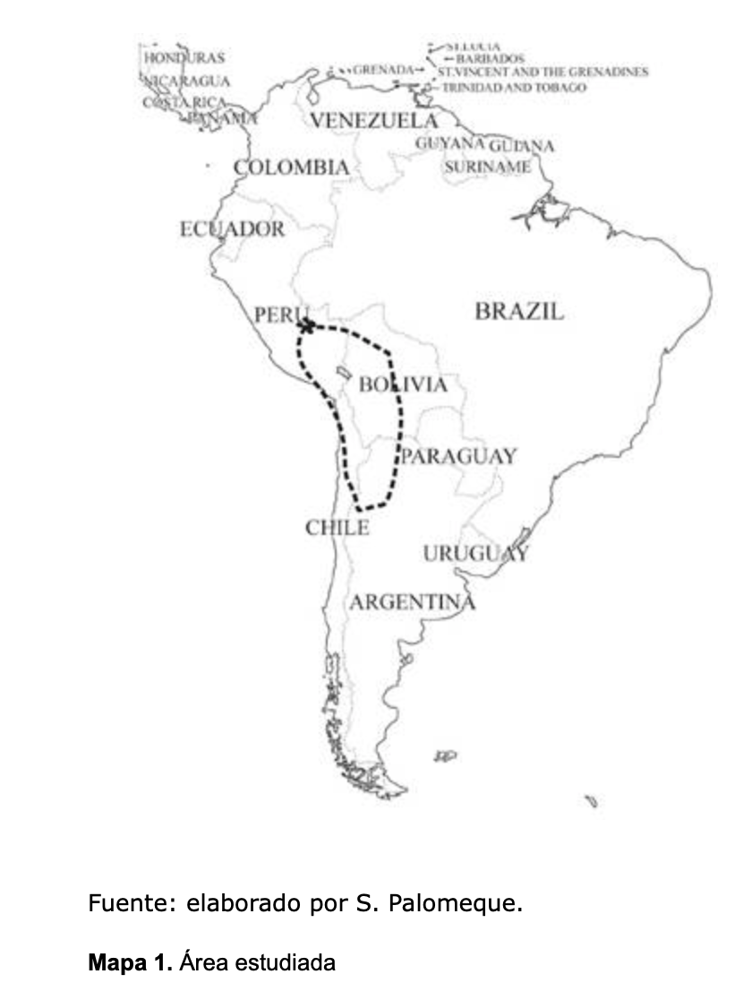 ST.LUCIA
HONDURAS
BARBADOS
GRENADA
ST.VINCENT AND THE GRENADINES
NICARAGUA
TRINIDAD AND TOBAGO
COSTA RICA
PANAMA
VENEZUELA
GUYANA GUIANA
COLOMBIA
SURINAME
ECUADOR
BRAZIL
PERU
BOLIVIA
PARAGUAY
CHILE
URUGUAY
ARGENTINA
Fuente: elaborado por S. Palomeque.
Mapa 1. Área estudiada